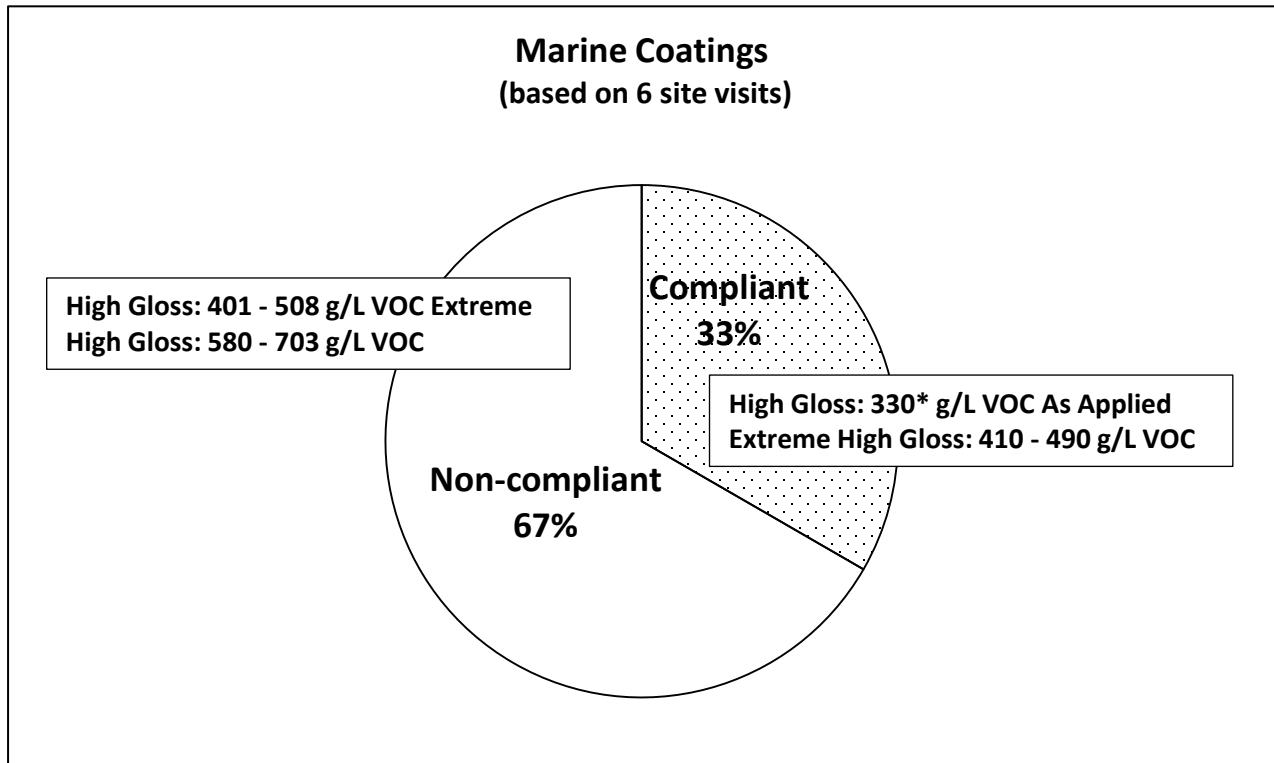 Marine Coatings
(based on 6 site visits)
High Gloss: 401 - 508 g/L VOC Extreme
High Gloss: 580 - 703 g/L VOC
Compliant
33%
High Gloss: 330* g/L VOC As Applied
Extreme High Gloss: 410 - 490 g/L VOC
Non-compliant
67%